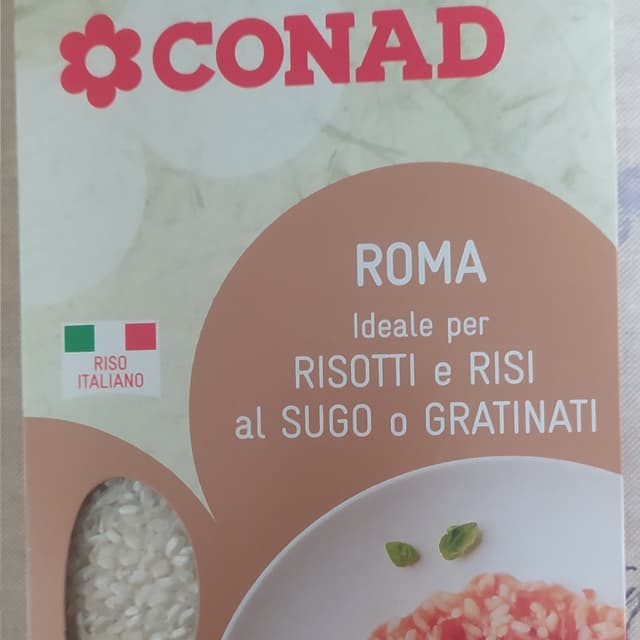 CONAD
ROMA
Ideale per
RISOTTI e RISI
al SUGO o GRATINATI
RISO
ITALIANO